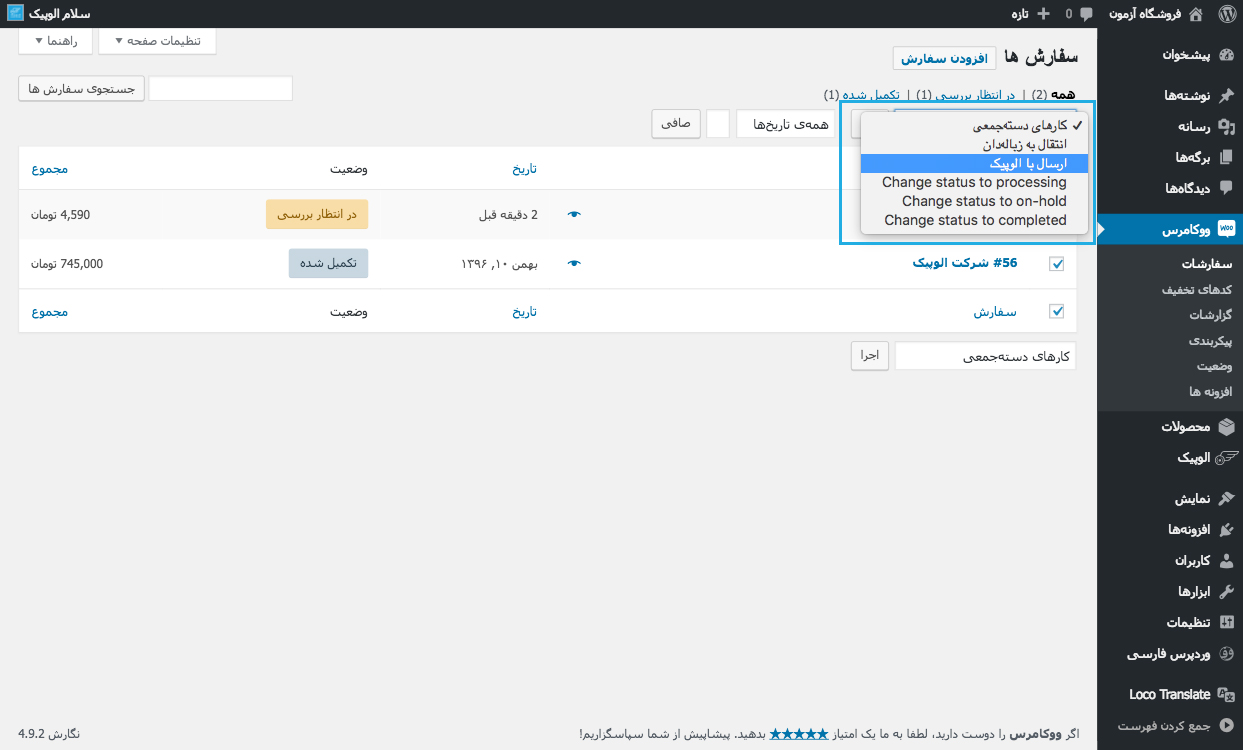 فروشگاه آزمون
0
تازه
سلام الوپیک
پیشخوان
نوشته‌ها
رسانه
برگه‌ها
دیدگاه‌ها
ووکامرس
سفارشات
کدهای تخفیف
گزارشات
پیکربندی
وضعیت
افزونه ها
محصولات
الوپیک
نمایش
افزونه‌ها
کاربران
ابزارها
تنظیمات
وردپرس فارسی
Loco Translate
جمع کردن فهرست
تنظیمات صفحه
راهنما
سفارش ها
افزودن سفارش
همه (2) | در انتظار بررسی (1) | تکمیل شده (1)
جستجوی سفارش ها
✓ کارهای دسته‌جمعی
انتقال به زباله‌دان
ارسال با الوپیک
Change status to processing
Change status to on-hold
Change status to completed
همه‌ی تاریخ‌ها
صافی
تاریخ وضعیت مجموع
2 دقیقه قبل در انتظار بررسی 4,590 تومان
#56 شرکت الوپیک بهمن ۱۰, ۱۳۹۶ تکمیل شده 745,000 تومان
سفارش تاریخ وضعیت مجموع
کارهای دسته‌جمعی اجرا
اگر ووکامرس را دوست دارید، لطفا به ما یک امتیاز ★★★★★ بدهید. پیشاپیش از شما سپاسگزاریم!
نگارش 4.9.2